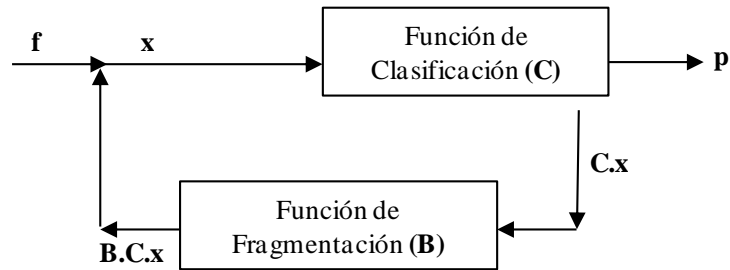 f
x
Función de
Clasificación (C)
p
C.x
Función de
Fragmentación (B)
B.C.x